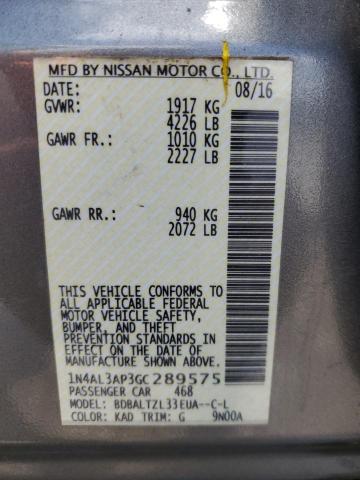 MFD BY NISSAN MOTOR CO., LTD.
DATE: 08/16
GVWR: 1917 KG
4226 LB
GAWR FR.: 1010 KG
2227 LB
GAWR RR.: 940 KG
2072 LB
THIS VEHICLE CONFORMS TO
ALL APPLICABLE FEDERAL
MOTOR VEHICLE SAFETY,
BUMPER, AND THEFT
PREVENTION STANDARDS IN
EFFECT ON THE DATE OF
MANUFACTURE SHOWN ABOVE.
1N4AL3AP3GC289575
PASSENGER CAR 468
MODEL: BDBALTZL33EUA--C-L
COLOR: KAD TRIM: G 9N00A